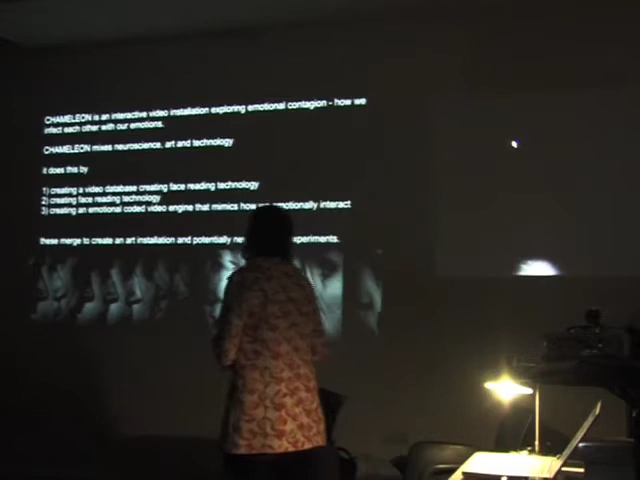 CHAMELEON is an interactive video installation exploring emotional contagion - how we
infect each other with our emotions.
CHAMELEON mixes neuroscience, art and technology
it does this by
1) creating a video database creating face reading technology
2) creating face reading technology
3) creating an emotional coded video engine that mimics how emotionally interact
these merge to create an art installation and potentially